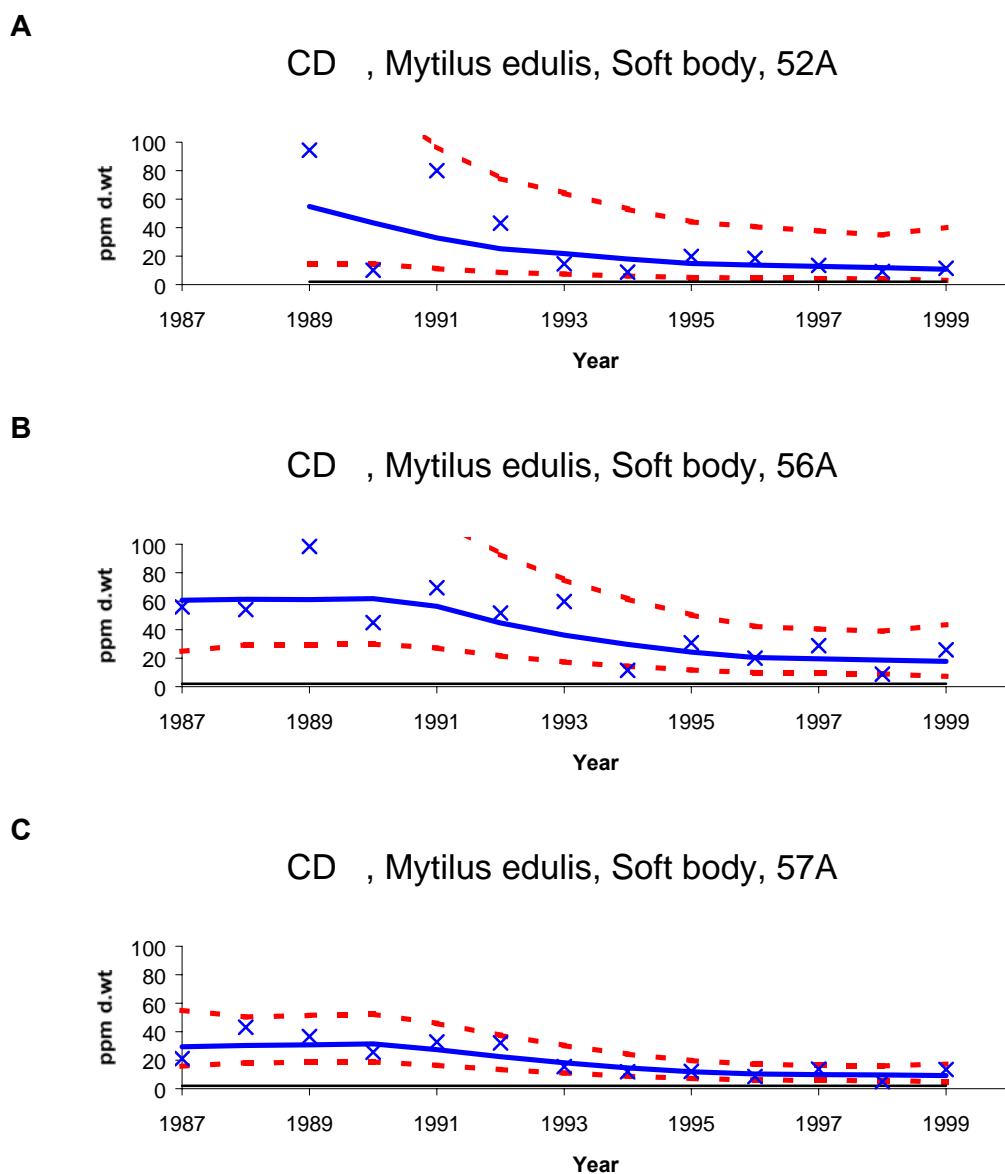 A
CD , Mytilus edulis, Soft body, 52A
100
80
60
40
20
0
ppm d.wt
1987 1989 1991 1993 1995 1997 1999
Year
B
CD , Mytilus edulis, Soft body, 56A
100
80
60
40
20
0
ppm d.wt
1987 1989 1991 1993 1995 1997 1999
Year
C
CD , Mytilus edulis, Soft body, 57A
100
80
60
40
20
0
ppm d.wt
1987 1989 1991 1993 1995 1997 1999
Year